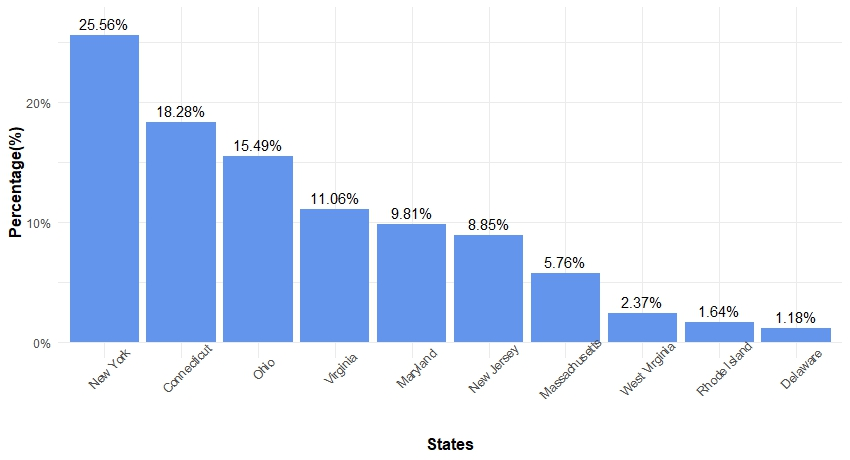 25.56%
18.28%
15.49%
11.06%
9.81%
8.85%
5.76%
2.37%
1.64%
1.18%
Percentage(%)
20%
10%
0%
New York
Connecticut
Ohio
Virginia
Maryland
New Jersey
Massachusetts
West Virginia
Rhode Island
Delaware
States